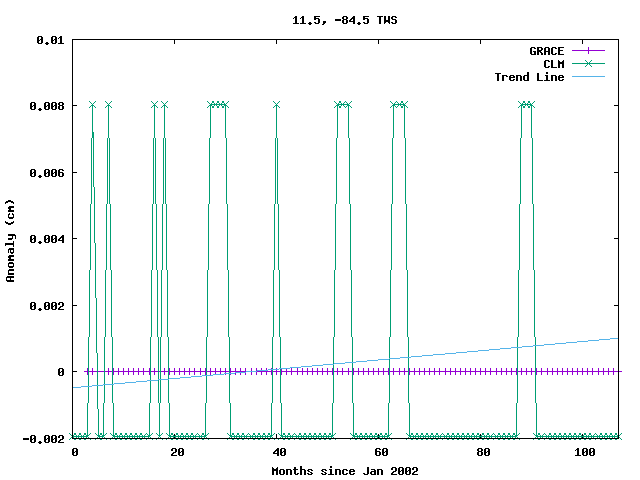 11.5, -84.5 TWS
0.01
GRACE
CLM
Trend Line
0.008
0.006
0.004
0.002
0
-0.002
Anomaly (cm)
0 20 40 60 80 100
Months since Jan 2002